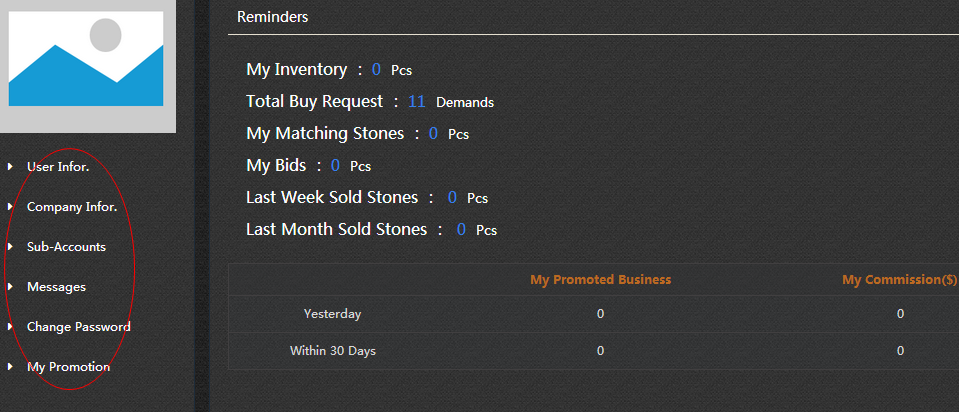 Reminders
My Inventory : 0 Pcs
Total Buy Request : 11 Demands
My Matching Stones : 0 Pcs
My Bids : 0 Pcs
Last Week Sold Stones : 0 Pcs
Last Month Sold Stones : 0 Pcs
User Infor.
Company Infor.
Sub-Accounts
Messages
Change Password
My Promotion
My Promoted Business My Commission($)
Yesterday 0 0
Within 30 Days 0 0